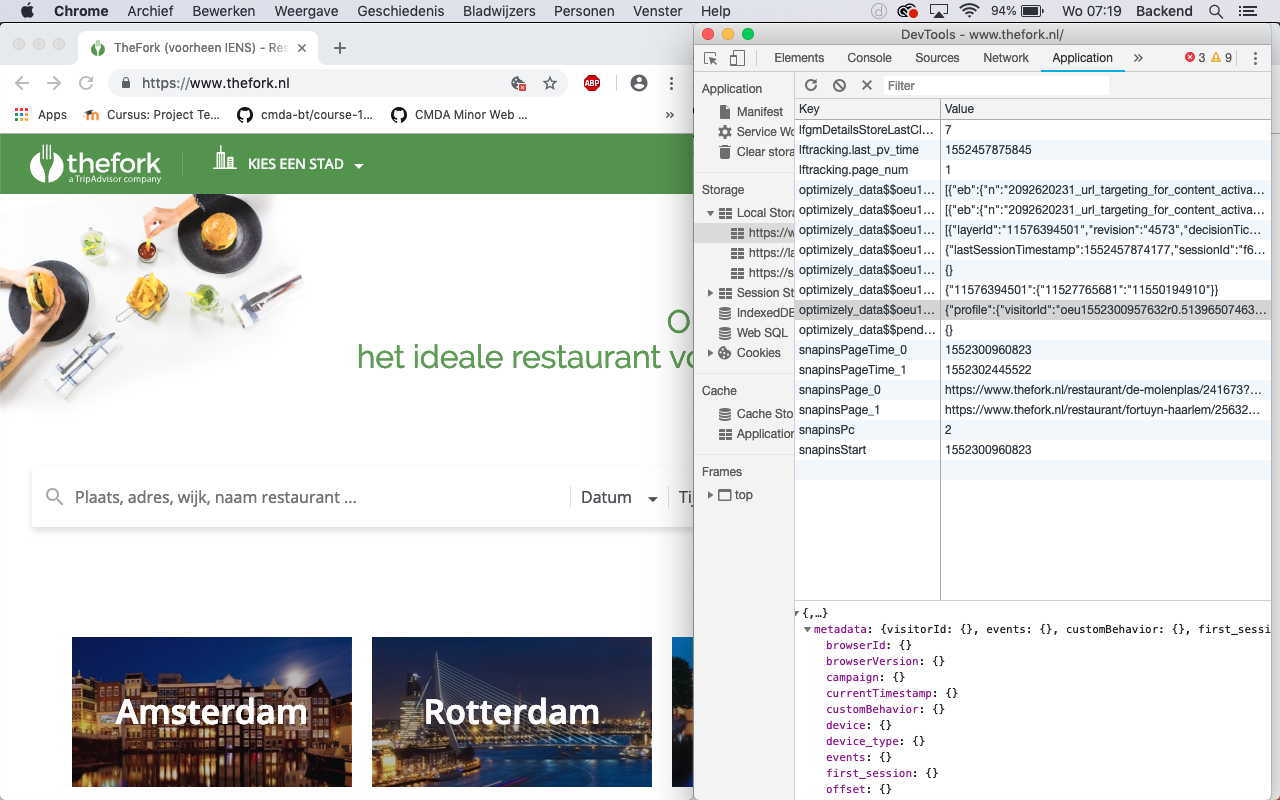 Chrome Archief Bewerken Weergave Geschiedenis Bladwijzers Personen Venster Help 94% Wo 07:19 Backend
TheFork (voorheen IENS) - Res
https://www.thefork.nl
ABP
Apps Cursus: Project Te... cmda-bt/course-1... CMDA Minor Web ... »
thefork
a TripAdvisor company
KIES EEN STAD
O
het ideale restaurant vo
Plaats, adres, wijk, naam restaurant ...
Datum
Tij
Amsterdam
Rotterdam
DevTools - www.thefork.nl/
Elements Console Sources Network Application » 3 9
Application
Manifest
Service Wo
Clear stora
Storage
Local Stora
https://w
https://la
https://s
Session St
IndexedDB
Web SQL
Cookies
Cache
Cache Sto
Application
Frames
top
Filter
Key Value
lfgmDetailsStoreLastCl... 7
lftracking.last_pv_time 1552457875845
lftracking.page_num 1
optimizely_data$$oeu1... [{"eb":{"n":"2092620231_url_targeting_for_content_activa...
optimizely_data$$oeu1... [{"eb":{"n":"2092620231_url_targeting_for_content_activa...
optimizely_data$$oeu1... [{"layerId":"11576394501","revision":"4573","decisionTic...
optimizely_data$$oeu1... {"lastSessionTimestamp":1552457874177,"sessionId":"f6...
optimizely_data$$oeu1... {}
optimizely_data$$oeu1... {"11576394501":{"11527765681":"11550194910"}}
optimizely_data$$oeu1... {"profile":{"visitorId":"oeu1552300957632r0.51396507463...
optimizely_data$$pend... {}
snapinsPageTime_0 1552300960823
snapinsPageTime_1 1552302445522
snapinsPage_0 https://www.thefork.nl/restaurant/de-molenplas/241673?...
snapinsPage_1 https://www.thefork.nl/restaurant/fortuyn-haarlem/25632...
snapinsPc 2
snapinsStart 1552300960823
{,…}
metadata: {visitorId: {}, events: {}, customBehavior: {}, first_sessi
browserId: {}
browserVersion: {}
campaign: {}
currentTimestamp: {}
customBehavior: {}
device: {}
device_type: {}
events: {}
first_session: {}
offset: {}